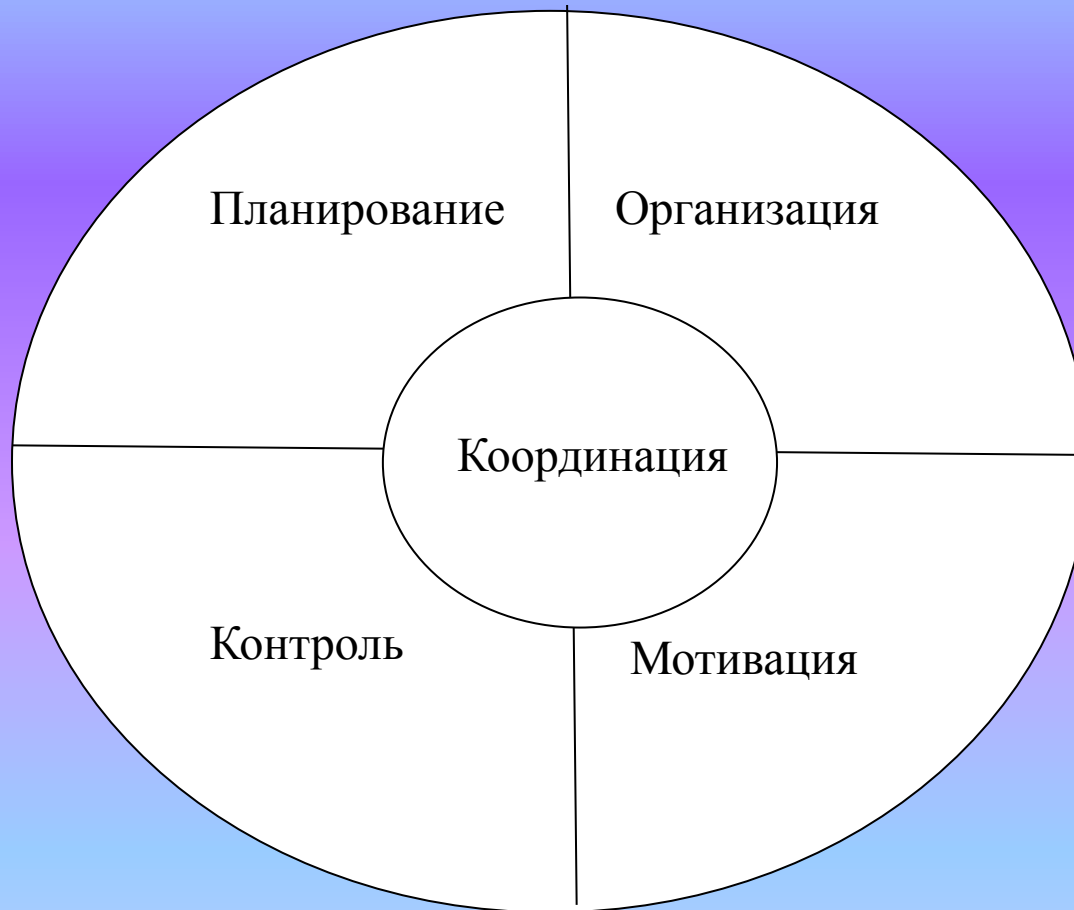 Планирование
Организация
Координация
Контроль
Мотивация